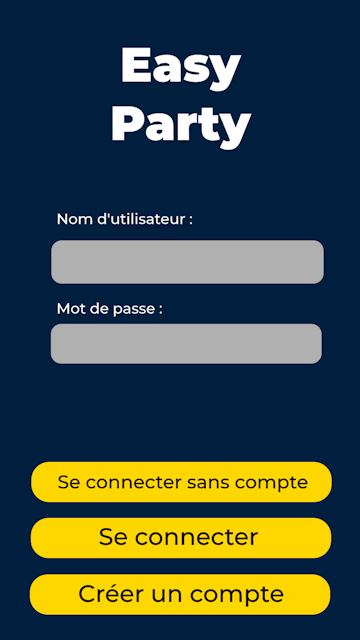 Easy
Party
Nom d'utilisateur :
Mot de passe :
Se connecter sans compte
Se connecter
Créer un compte